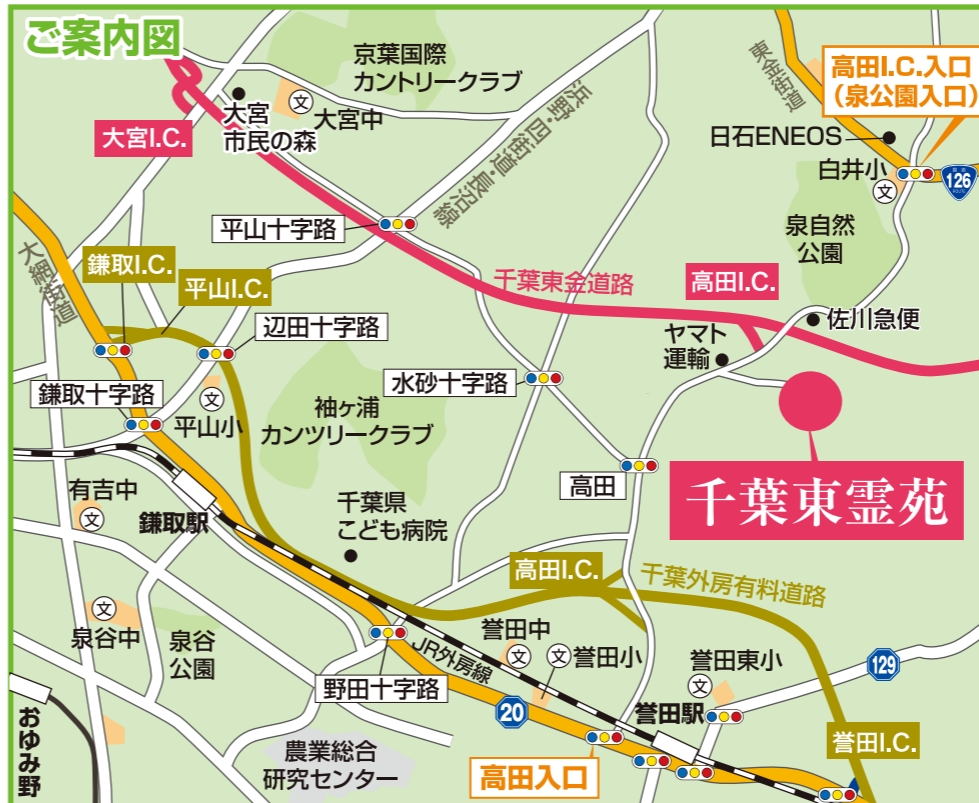 ご案内図
京葉国際
カントリークラブ
高田I.C.入口
(泉公園入口)
東金街道
大宮
市民の森
文
大宮中
大宮I.C.
浜野・四街道・長沼線
日石ENEOS
白井小
文
126
平山十字路
泉自然
公園
大網街道
鎌取I.C.
平山I.C.
千葉東金道路
高田I.C.
佐川急便
辺田十字路
ヤマト
運輸
鎌取十字路
文
平山小
水砂十字路
袖ヶ浦
カンツリークラブ
高田
千葉東霊苑
有吉中
文
鎌取駅
千葉県
こども病院
高田I.C.
千葉外房有料道路
文
泉谷中
泉谷
公園
JR外房線
誉田中
文
文
誉田小
誉田東小
文
129
野田十字路
20
誉田駅
おゆみ野
農業総合
研究センター
高田入口
誉田I.C.